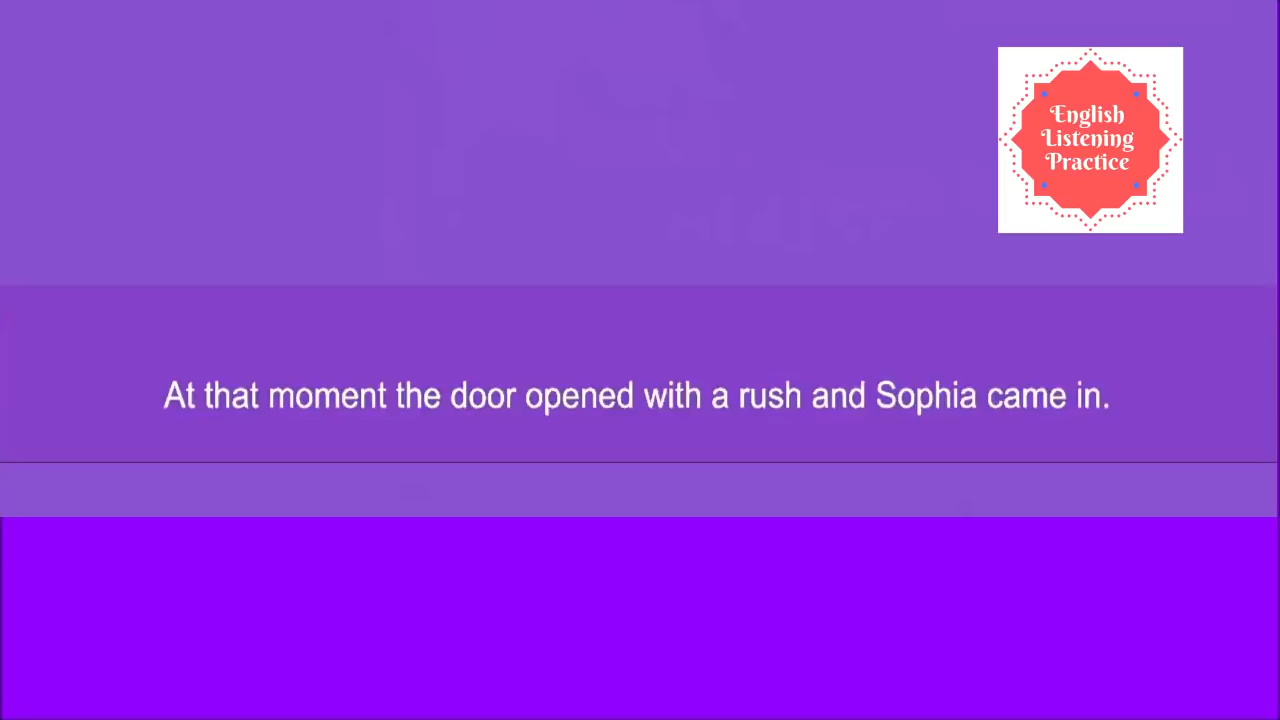 English
Listening
Practice
At that moment the door opened with a rush and Sophia came in.